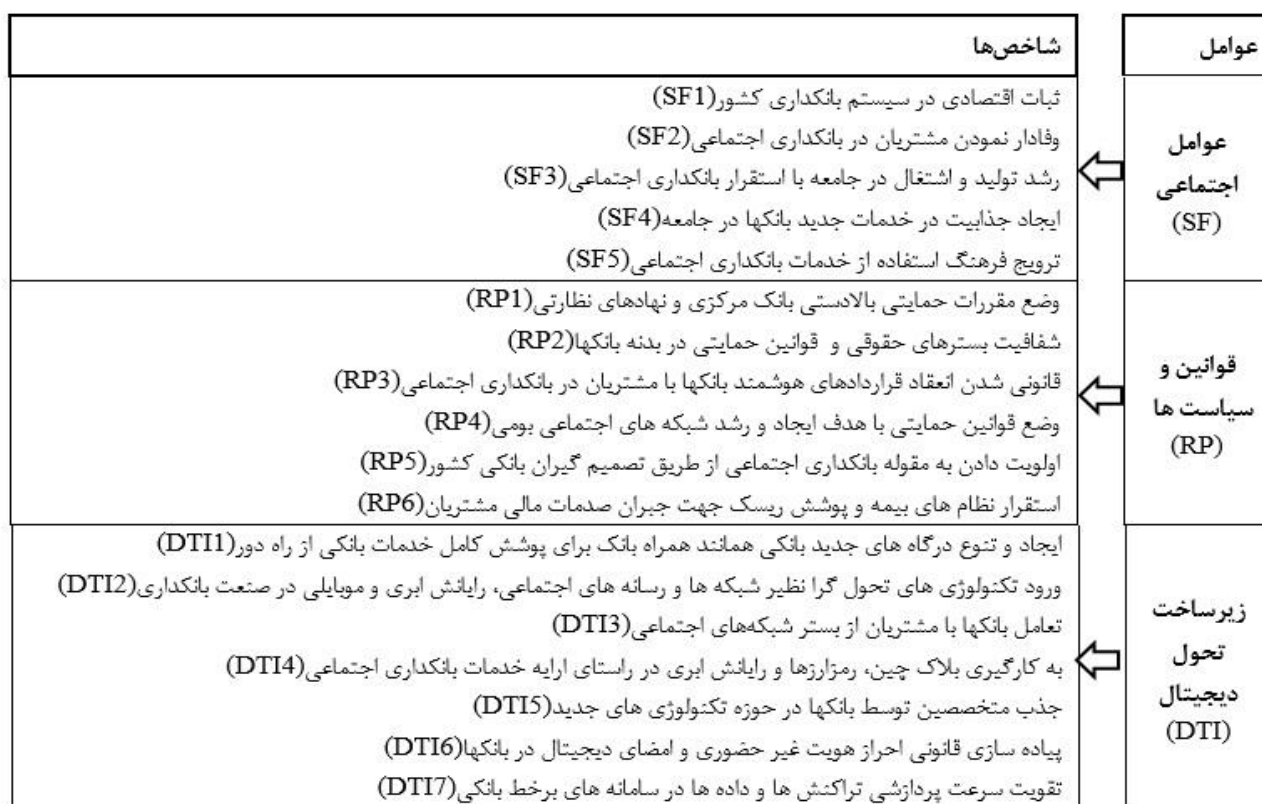 عوامل
شاخص‌ها
عوامل
اجتماعی
(SF)
ثبات اقتصادی در سیستم بانکداری کشور(SF1)
وفادار نمودن مشتریان در بانکداری اجتماعی(SF2)
رشد تولید و اشتغال در جامعه با استقرار بانکداری اجتماعی(SF3)
ایجاد جذابیت در خدمات جدید بانکها در جامعه(SF4)
ترویج فرهنگ استفاده از خدمات بانکداری اجتماعی(SF5)
قوانین و
سیاست ها
(RP)
وضع مقررات حمایتی بالادستی بانک مرکزی و نهادهای نظارتی(RP1)
شفافیت بسترهای حقوقی و قوانین حمایتی در بدنه بانکها(RP2)
قانونی شدن انعقاد قراردادهای هوشمند بانکها با مشتریان در بانکداری اجتماعی(RP3)
وضع قوانین حمایتی با هدف ایجاد و رشد شبکه های اجتماعی بومی(RP4)
اولویت دادن به مقوله بانکداری اجتماعی از طریق تصمیم گیران بانکی کشور(RP5)
استقرار نظام های بیمه و پوشش ریسک جهت جبران صدمات مالی مشتریان(RP6)
زیرساخت
تحول
دیجیتال
(DTI)
ایجاد و تنوع درگاه های جدید بانکی همانند همراه بانک برای پوشش کامل خدمات بانکی از راه دور(DTI1)
ورود تکنولوژی های تحول گرا نظیر شبکه ها و رسانه های اجتماعی، رایانش ابری و موبایلی در صنعت بانکداری(DTI2)
تعامل بانکها با مشتریان از بستر شبکه‌های اجتماعی(DTI3)
به کارگیری بلاک چین، رمزارزها و رایانش ابری در راستای ارایه خدمات بانکداری اجتماعی(DTI4)
جذب متخصصین توسط بانکها در حوزه تکنولوژی های جدید(DTI5)
پیاده سازی قانونی احراز هویت غیر حضوری و امضای دیجیتال در بانکها(DTI6)
تقویت سرعت پردازشی تراکنش ها و داده ها در سامانه های برخط بانکی(DTI7)